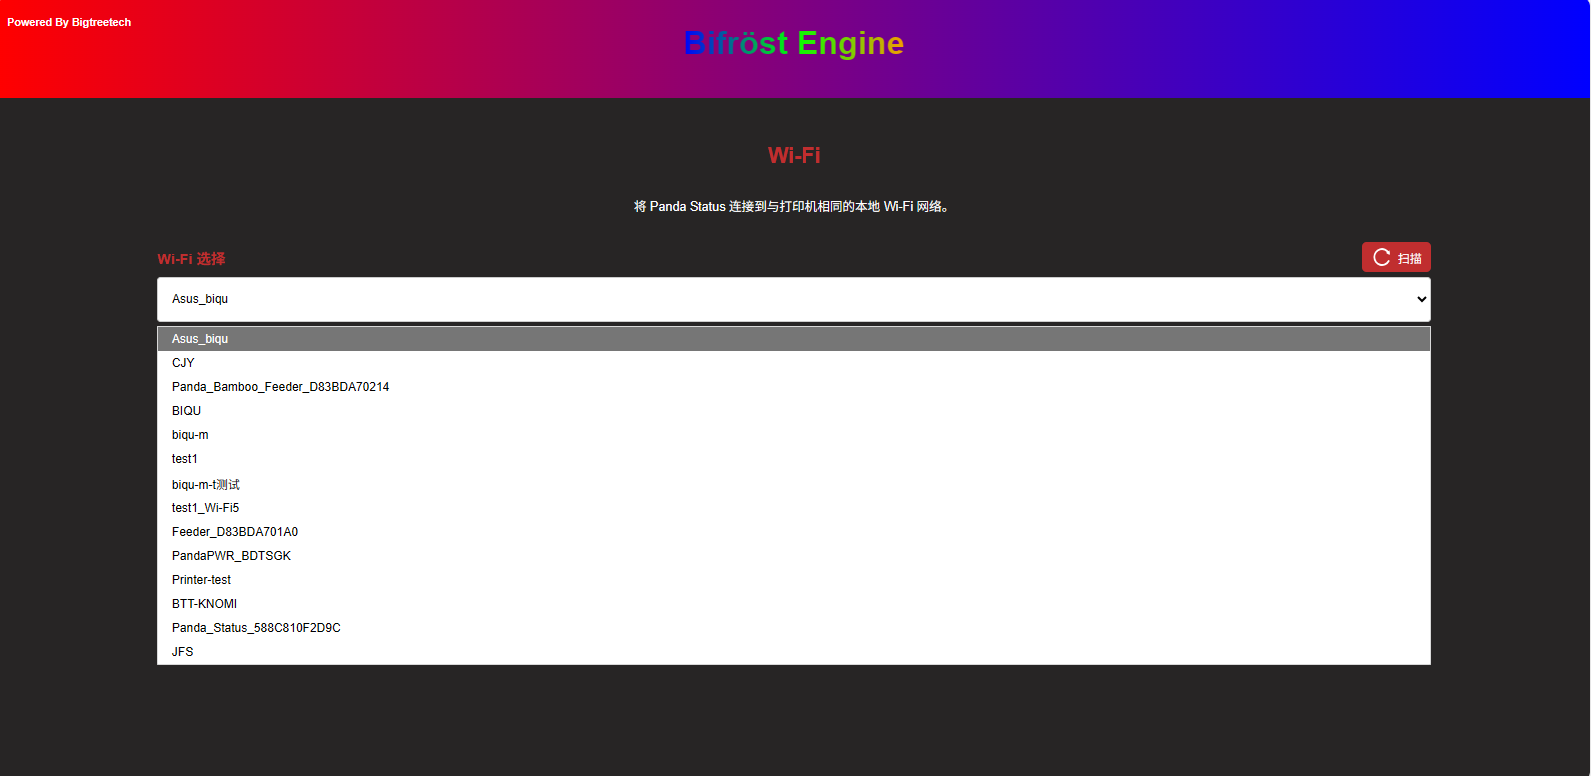 Powered By Bigtreetech
Bifröst Engine
Wi-Fi
将 Panda Status 连接到与打印机相同的本地 Wi-Fi 网络。
Wi-Fi 选择
扫描
Asus_biqu
Asus_biqu
CJY
Panda_Bamboo_Feeder_D83BDA70214
BIQU
biqu-m
test1
biqu-m-t测试
test1_Wi-Fi5
Feeder_D83BDA701A0
PandaPWR_BDTSGK
Printer-test
BTT-KNOMI
Panda_Status_588C810F2D9C
JFS